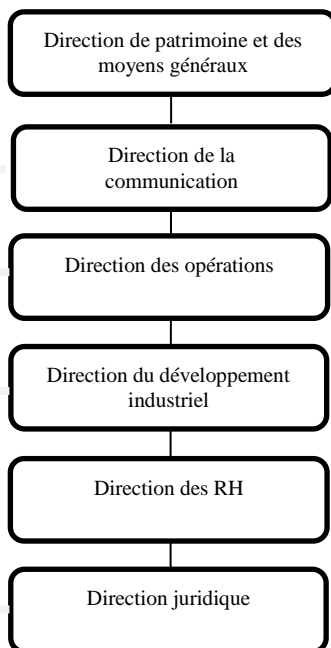 Direction de patrimoine et des
moyens généraux
Direction de la
communication
Direction des opérations
Direction du développement
industriel
Direction des RH
Direction juridique